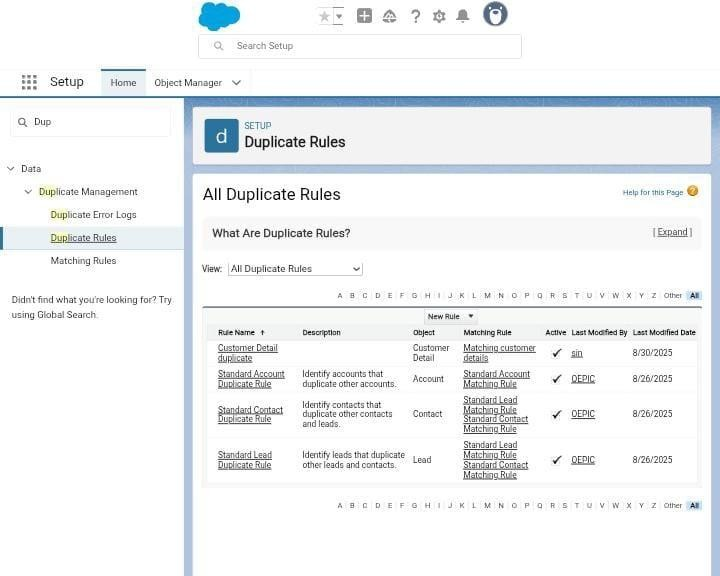 Search Setup
Setup
Home
Object Manager
Dup
Data
Duplicate Management
Duplicate Error Logs
Duplicate Rules
Matching Rules
Didn't find what you're looking for? Try
using Global Search.
d
SETUP
Duplicate Rules
All Duplicate Rules
Help for this Page ?
What Are Duplicate Rules?
[ Expand ]
View: All Duplicate Rules
A B C D E F G H I J K L M N O P Q R S T U V W X Y Z Other All
New Rule
Rule Name Description Object Matching Rule Active Last Modified By Last Modified Date
Customer Detail
duplicate
Customer
Detail
Matching customer
details
sin
8/30/2025
Standard Account
Duplicate Rule
Identify accounts that
duplicate other accounts.
Account
Standard Account
Matching Rule
OEPIC
8/26/2025
Standard Contact
Duplicate Rule
Identify contacts that
duplicate other contacts
and leads.
Contact
Standard Lead
Matching Rule
Standard Contact
Matching Rule
OEPIC
8/26/2025
Standard Lead
Duplicate Rule
Identify leads that duplicate
other leads and contacts.
Lead
Standard Lead
Matching Rule
Standard Contact
Matching Rule
OEPIC
8/26/2025
A B C D E F G H I J K L M N O P Q R S T U V W X Y Z Other All